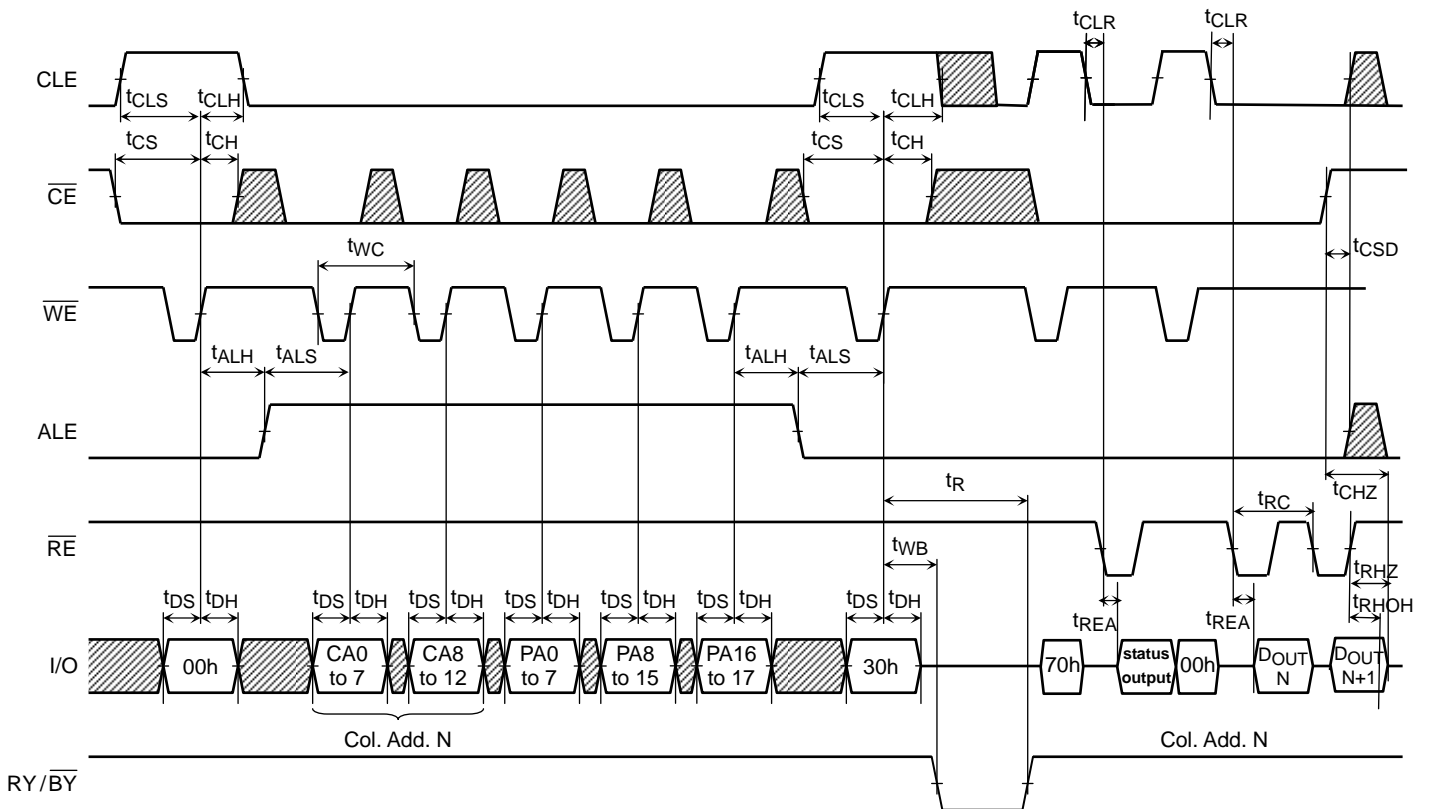 tCLR tCLR
CLE
tCLS tCLH tCLS tCLH
tCS tCH tCS tCH
CE
tWC tCSD
WE
tALH tALS tALH tALS
ALE
tR tCHZ
tRC
RE
tWB
tRHZ
tDS tDH tDS tDH tDS tDH tDS tDH tDS tDH tDS tDH tDS tDH tRHOH
tREA tREA
I/O 00h CA0 to 7 CA8 to 12 PA0 to 7 PA8 to 15 PA16 to 17 30h 70h status output 00h DOUT N DOUT N+1
Col. Add. N Col. Add. N
RY/BY